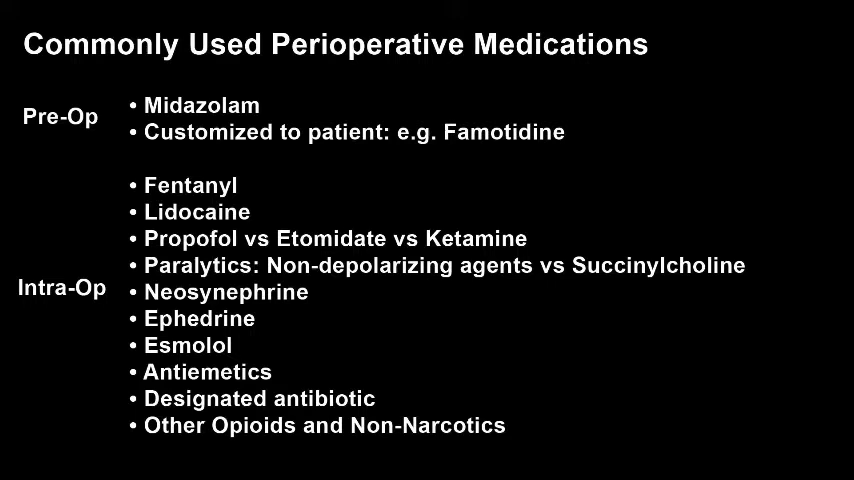 Commonly Used Perioperative Medications
Pre-Op
• Midazolam
• Customized to patient: e.g. Famotidine
Intra-Op
• Fentanyl
• Lidocaine
• Propofol vs Etomidate vs Ketamine
• Paralytics: Non-depolarizing agents vs Succinylcholine
• Neosynephrine
• Ephedrine
• Esmolol
• Antiemetics
• Designated antibiotic
• Other Opioids and Non-Narcotics